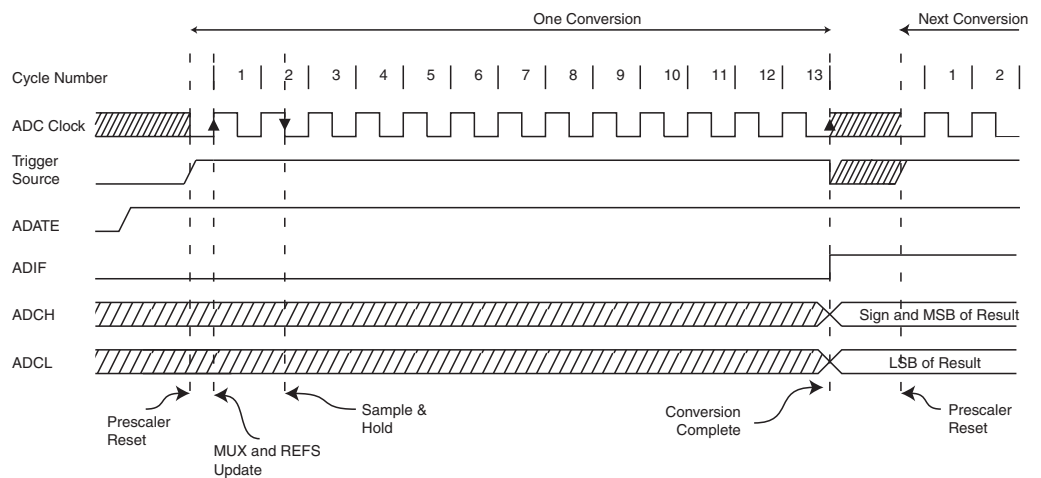 One Conversion
Next Conversion
Cycle Number
1 2 3 4 5 6 7 8 9 10 11 12 13 1 2
ADC Clock
Trigger
Source
ADATE
ADIF
ADCH
Sign and MSB of Result
ADCL
LSB of Result
Prescaler
Reset
MUX and REFS
Update
Sample &
Hold
Conversion
Complete
Prescaler
Reset